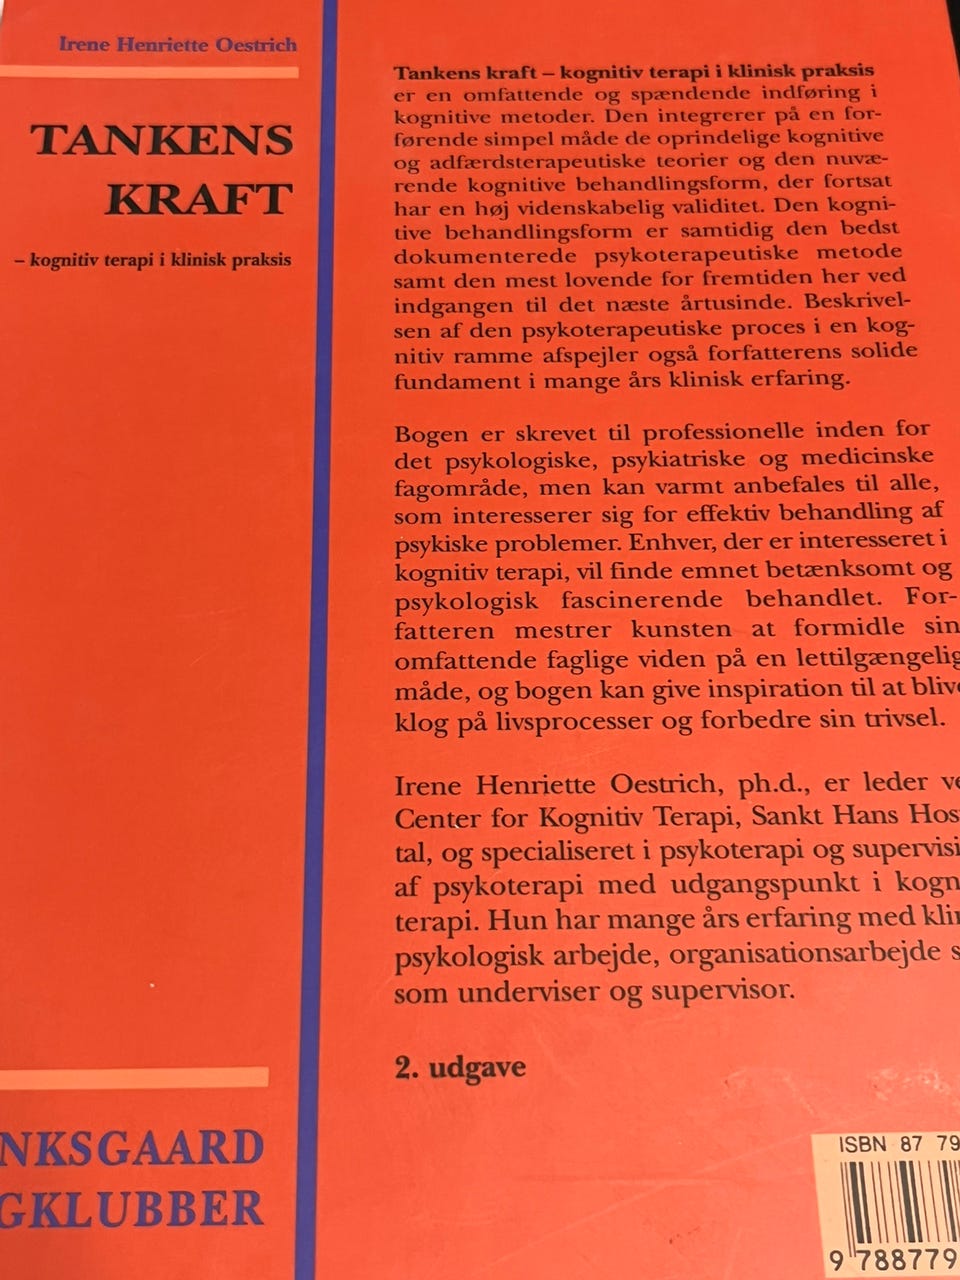 Irene Henriette Oestrich
TANKENS
KRAFT
– kognitiv terapi i klinisk praksis
Tankens kraft – kognitiv terapi i klinisk praksis
er en omfattende og spændende indføring i
kognitive metoder. Den integrerer på en for-
førende simpel måde de oprindelige kognitive
og adfærdsterapeutiske teorier og den nuvæ-
rende kognitive behandlingsform, der fortsat
har en høj videnskabelig validitet. Den kogni-
tive behandlingsform er samtidig den bedst
dokumenterede psykoterapeutiske metode
samt den mest lovende for fremtiden her ved
indgangen til det næste årtusinde. Beskrivel-
sen af den psykoterapeutiske proces i en kog-
nitiv ramme afspejler også forfatterens solide
fundament i mange års klinisk erfaring.
Bogen er skrevet til professionelle inden for
det psykologiske, psykiatriske og medicinske
fagområde, men kan varmt anbefales til alle,
som interesserer sig for effektiv behandling af
psykiske problemer. Enhver, der er interesseret i
kognitiv terapi, vil finde emnet betænksomt og
psykologisk fascinerende behandlet. For-
fatteren mestrer kunsten at formidle sin
omfattende faglige viden på en lettilgængelig
måde, og bogen kan give inspiration til at blive
klog på livsprocesser og forbedre sin trivsel.
Irene Henriette Oestrich, ph.d., er leder ve
Center for Kognitiv Terapi, Sankt Hans Hos
tal, og specialiseret i psykoterapi og supervisi
af psykoterapi med udgangspunkt i kogn
terapi. Hun har mange års erfaring med klin
psykologisk arbejde, organisationsarbejde s
som underviser og supervisor.
2. udgave
NKSGAARD
GKLUBBER
ISBN 87 79
9 788779